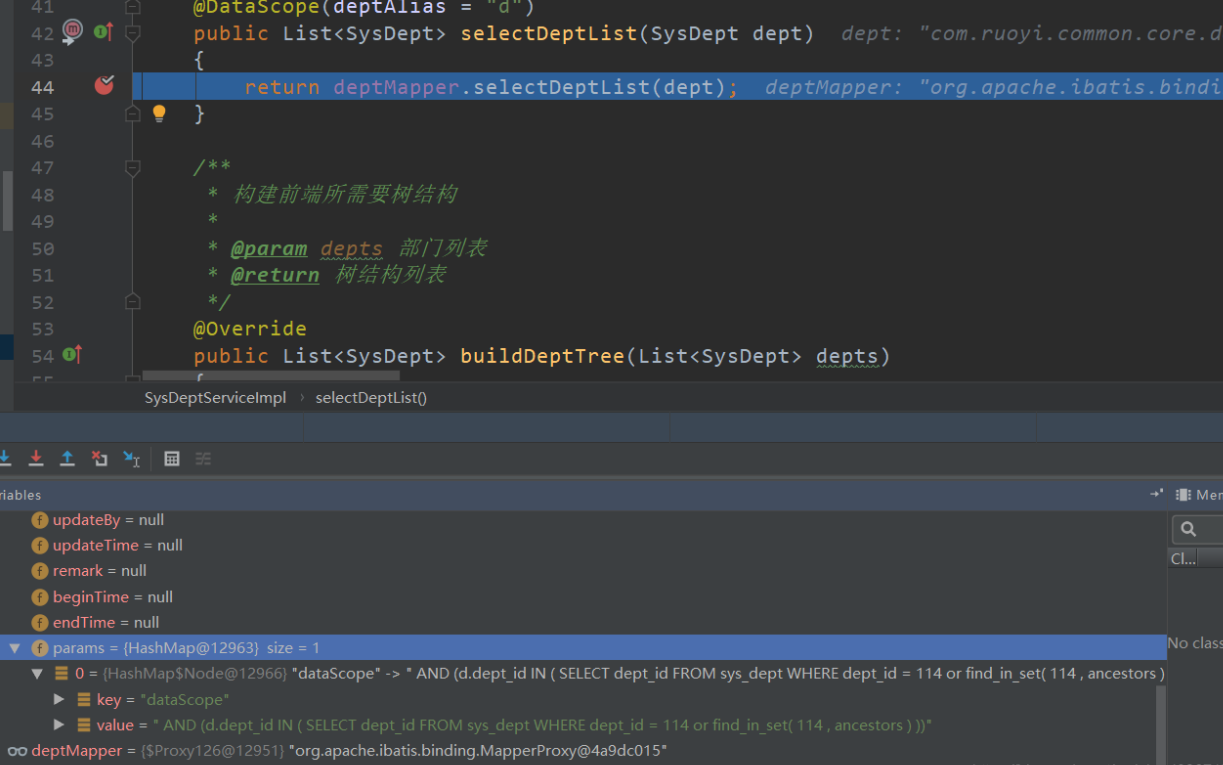 41 @DataScope(deptAlias = "d")
42 public List<SysDept> selectDeptList(SysDept dept) dept: "com.ruoyi.common.core.d
43 {
44 return deptMapper.selectDeptList(dept); deptMapper: "org.apache.ibatis.bindi
45 }
46
47 /**
48 * 构建前端所需要树结构
49 *
50 * @param depts 部门列表
51 * @return 树结构列表
52 */
53 @Override
54 public List<SysDept> buildDeptTree(List<SysDept> depts)
55 {
SysDeptServiceImpl › selectDeptList()
riables Mer
updateBy = null
updateTime = null
remark = null
beginTime = null
endTime = null
Cl...
params = {HashMap@12963} size = 1
No class
0 = {HashMap$Node@12966} "dataScope" -> " AND (d.dept_id IN ( SELECT dept_id FROM sys_dept WHERE dept_id = 114 or find_in_set( 114 , ancestors )
key = "dataScope"
value = " AND (d.dept_id IN ( SELECT dept_id FROM sys_dept WHERE dept_id = 114 or find_in_set( 114 , ancestors ) ))"
deptMapper = {$Proxy126@12951} "org.apache.ibatis.binding.MapperProxy@4a9dc015"